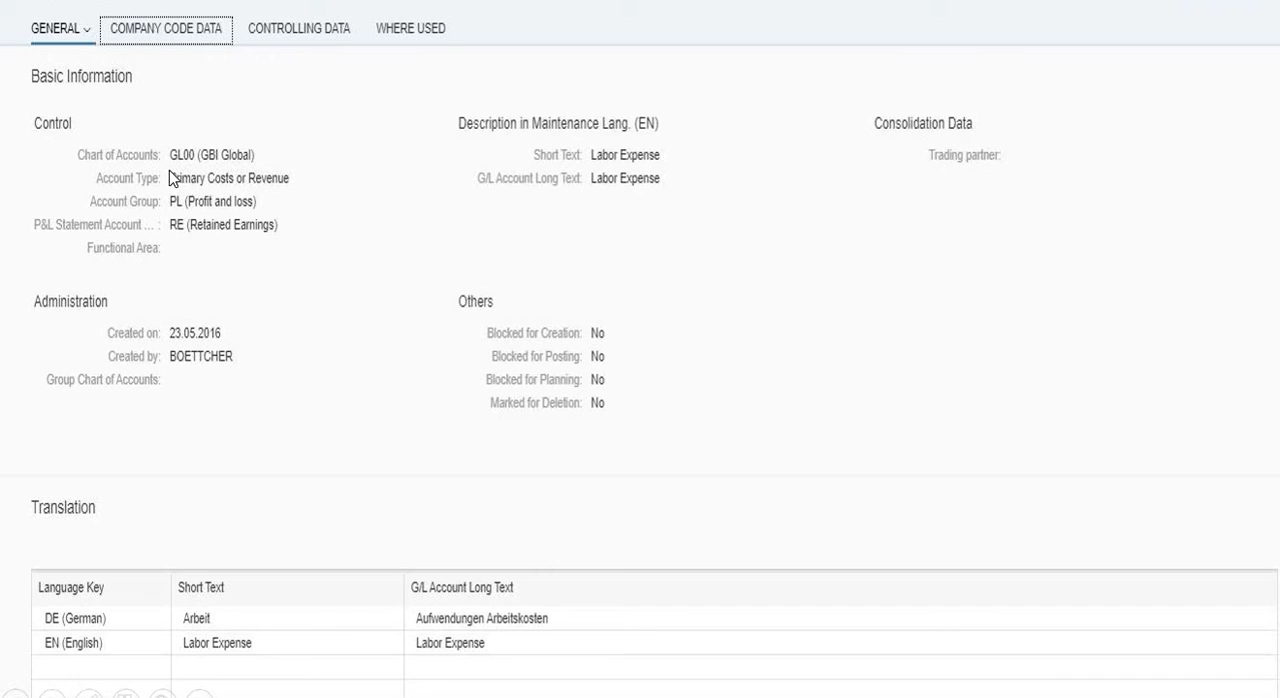 GENERAL COMPANY CODE DATA CONTROLLING DATA WHERE USED
Basic Information
Control
Chart of Accounts: GL00 (GBI Global)
Account Type: Primary Costs or Revenue
Account Group: PL (Profit and loss)
P&L Statement Account ... : RE (Retained Earnings)
Functional Area:
Description in Maintenance Lang. (EN)
Short Text: Labor Expense
G/L Account Long Text: Labor Expense
Consolidation Data
Trading partner:
Administration
Created on: 23.05.2016
Created by: BOETTCHER
Group Chart of Accounts:
Others
Blocked for Creation: No
Blocked for Posting: No
Blocked for Planning: No
Marked for Deletion: No
Translation
Language Key Short Text G/L Account Long Text
DE (German) Arbeit Aufwendungen Arbeitskosten
EN (English) Labor Expense Labor Expense